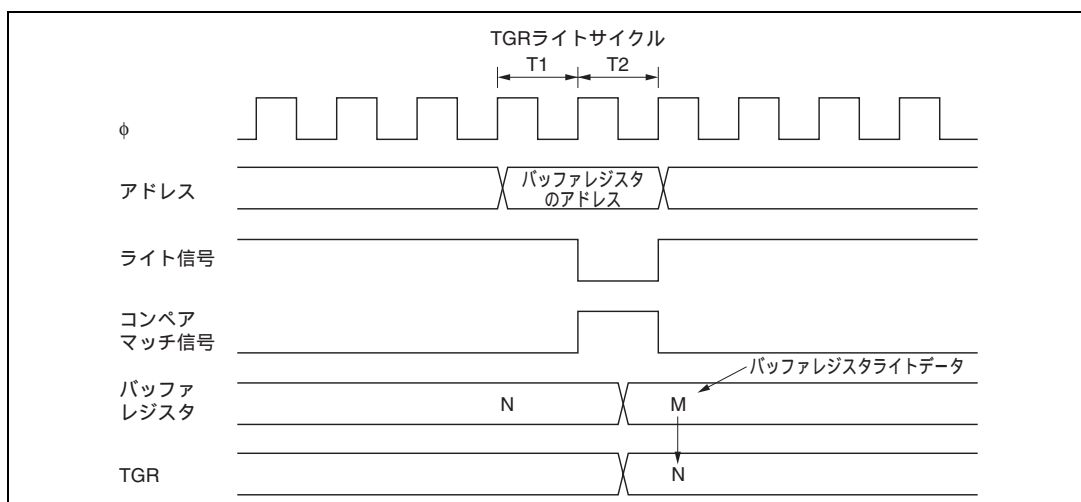 TGRライトサイクル
T1 T2
φ
アドレス
バッファレジスタ
のアドレス
ライト信号
コンペア
マッチ信号
バッファレジスタライトデータ
バッファ
レジスタ
N M
TGR
N